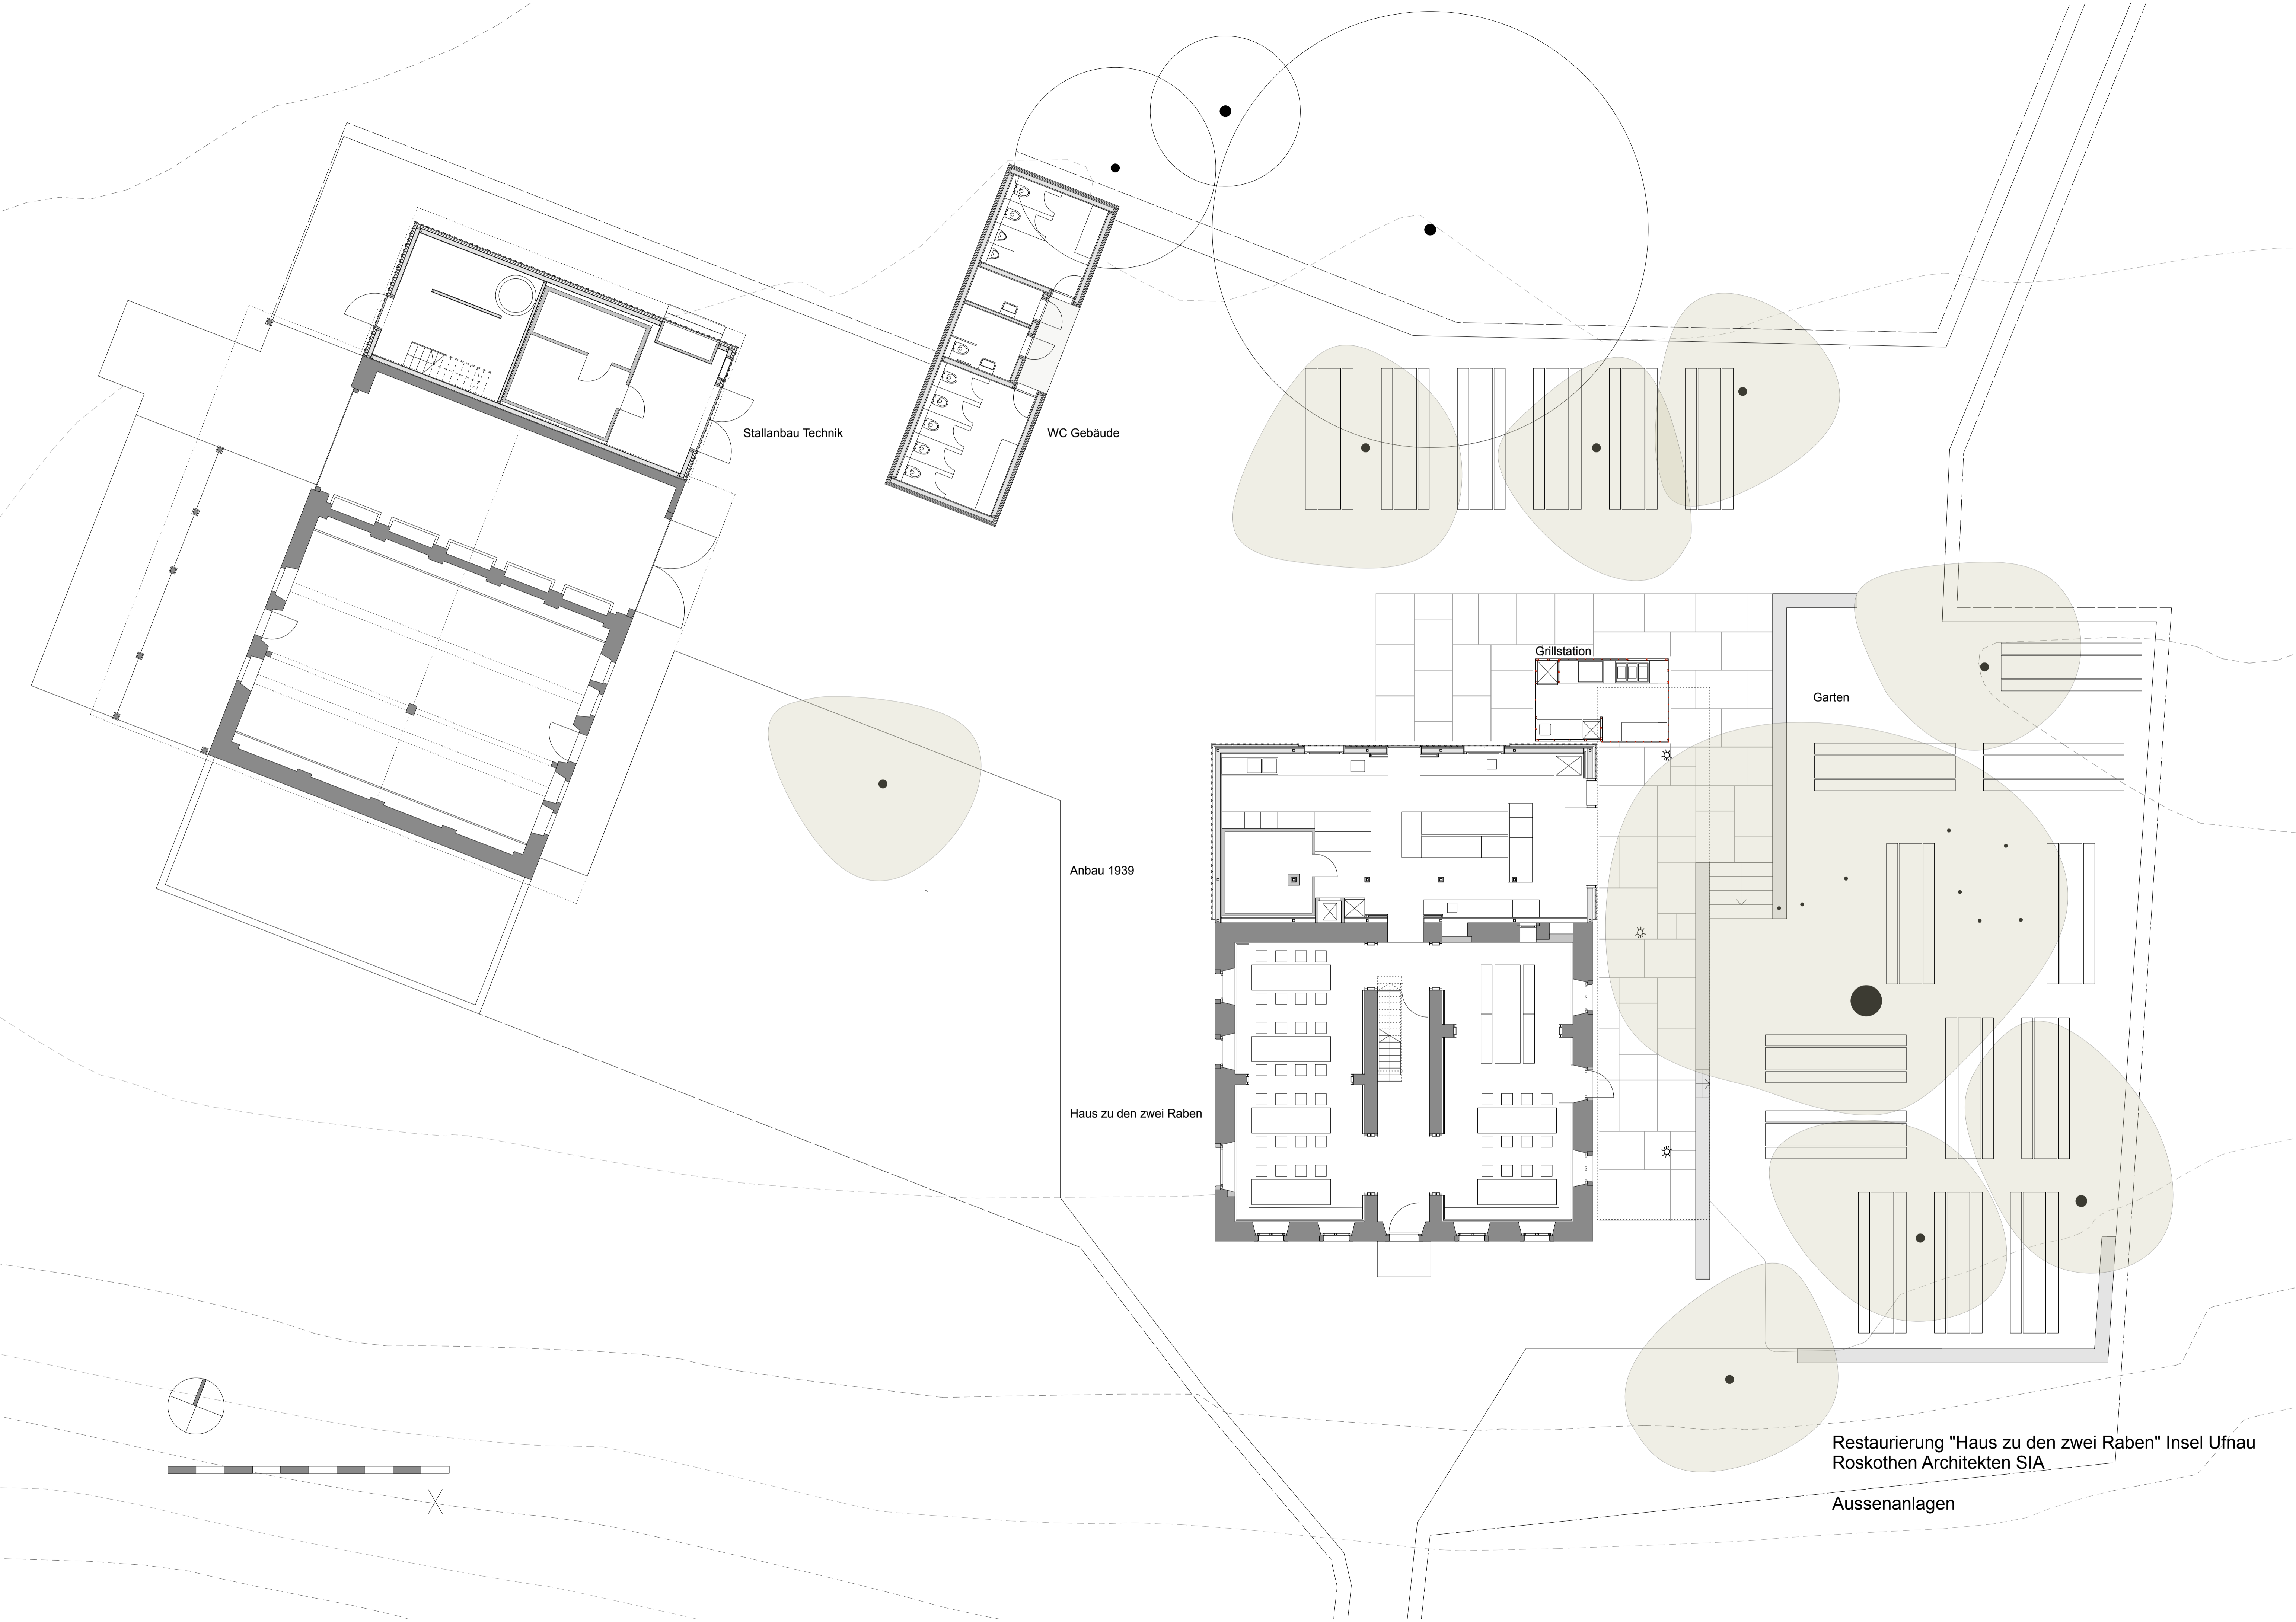 Stallanbau Technik
WC Gebäude
Grillstation
Garten
Anbau 1939
Haus zu den zwei Raben
I
X
Restaurierung "Haus zu den zwei Raben" Insel Ufnau
Roskothen Architekten SIA
Aussenanlagen